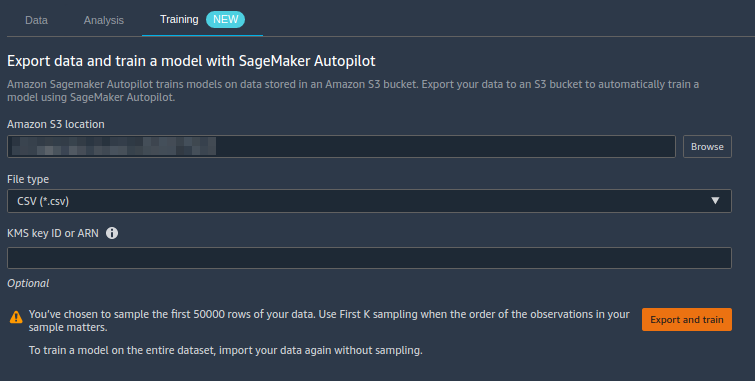 Data Analysis Training NEW
Export data and train a model with SageMaker Autopilot
Amazon Sagemaker Autopilot trains models on data stored in an Amazon S3 bucket. Export your data to an S3 bucket to automatically train a
model using SageMaker Autopilot.
Amazon S3 location
Browse
File type
CSV (*.csv)
KMS key ID or ARN
Optional
You've chosen to sample the first 50000 rows of your data. Use First K sampling when the order of the observations in your
sample matters.
Export and train
To train a model on the entire dataset, import your data again without sampling.